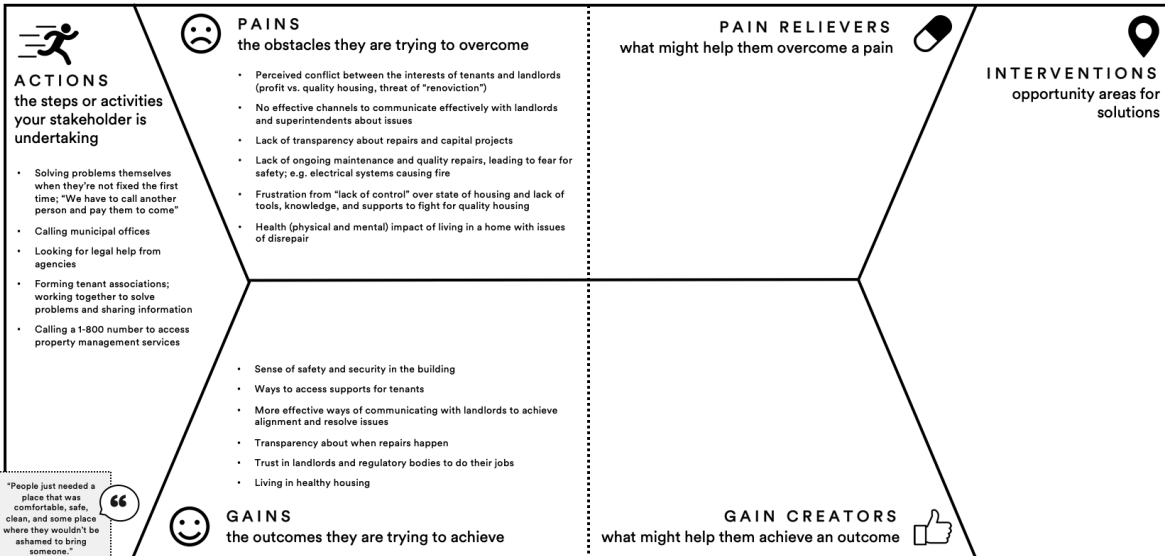 ACTIONS
the steps or activities
your stakeholder is
undertaking
• Solving problems themselves
when they're not fixed the first
time; "We have to call another
person and pay them to come"
• Calling municipal offices
• Looking for legal help from
agencies
• Forming tenant associations;
working together to solve
problems and sharing information
• Calling a 1-800 number to access
property management services
"People just needed a
place that was
comfortable, safe,
clean, and some place
where they wouldn't be
ashamed to bring
someone."
PAINS
the obstacles they are trying to overcome
• Perceived conflict between the interests of tenants and landlords
(profit vs. quality housing, threat of "renoviction")
• No effective channels to communicate effectively with landlords
and superintendents about issues
• Lack of transparency about repairs and capital projects
• Lack of ongoing maintenance and quality repairs, leading to fear for
safety; e.g. electrical systems causing fire
• Frustration from "lack of control" over state of housing and lack of
tools, knowledge, and supports to fight for quality housing
• Health (physical and mental) impact of living in a home with issues
of disrepair
• Sense of safety and security in the building
• Ways to access supports for tenants
• More effective ways of communicating with landlords to achieve
alignment and resolve issues
• Transparency about when repairs happen
• Trust in landlords and regulatory bodies to do their jobs
• Living in healthy housing
GAINS
the outcomes they are trying to achieve
PAIN RELIEVERS
what might help them overcome a pain
GAIN CREATORS
what might help them achieve an outcome
INTERVENTIONS
opportunity areas for
solutions